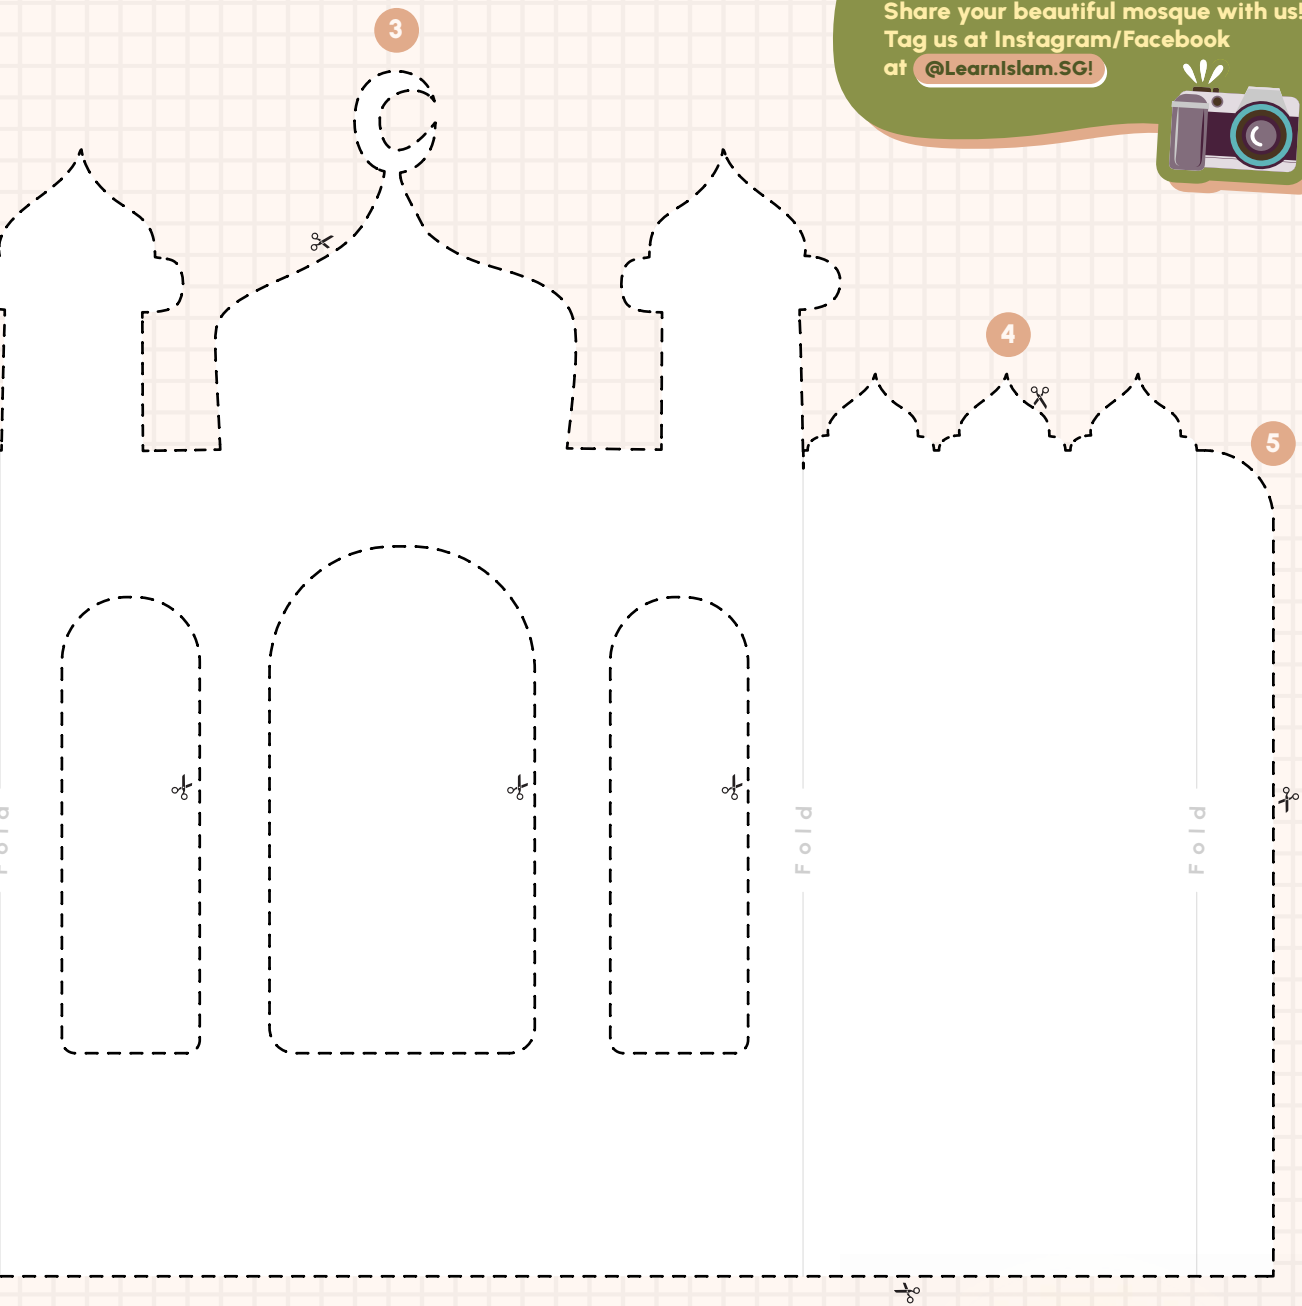 Share your beautiful mosque with us!
Tag us at Instagram/Facebook
at @LearnIslam.SG!
3
4
5
Fold
Fold
Fold